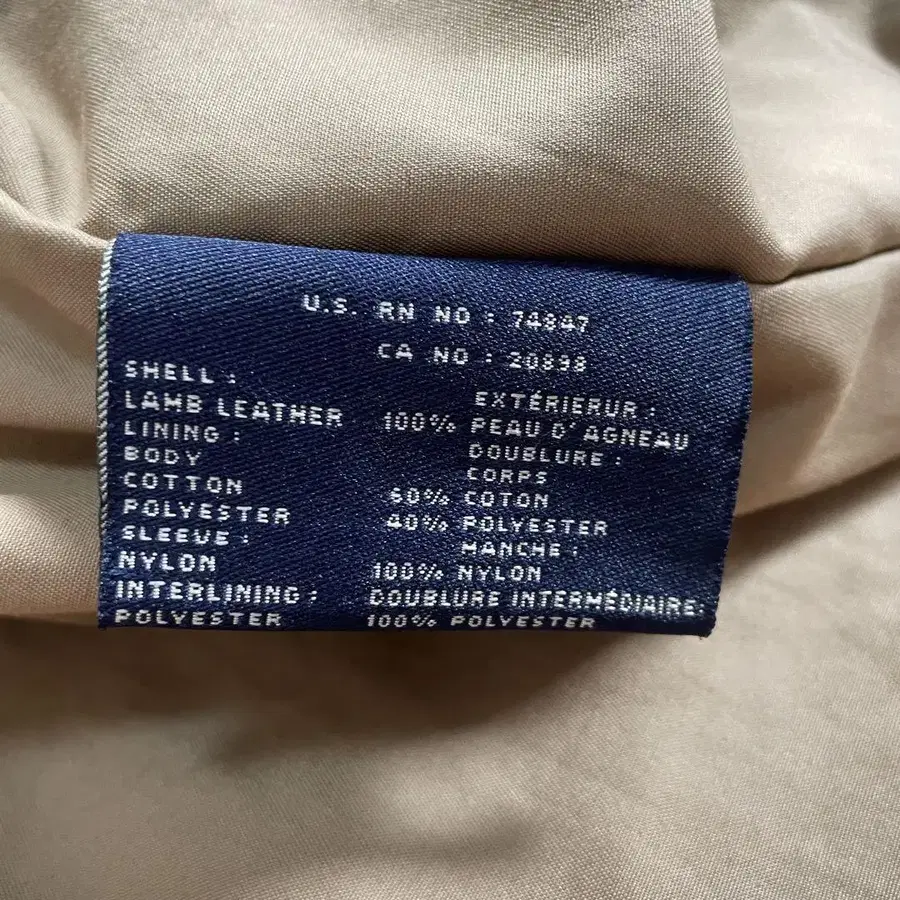 U.S. RN NO : 74847
CA NO : 20898
SHELL : EXTÉRIERUR :
LAMB LEATHER 100% PEAU D'AGNEAU
LINING : DOUBLURE :
BODY CORPS
COTTON 60% COTON
POLYESTER 40% POLYESTER
SLEEVE : MANCHE :
NYLON 100% NYLON
INTERLINING : DOUBLURE INTERMÉDIAIRE:
POLYESTER 100% POLYESTER